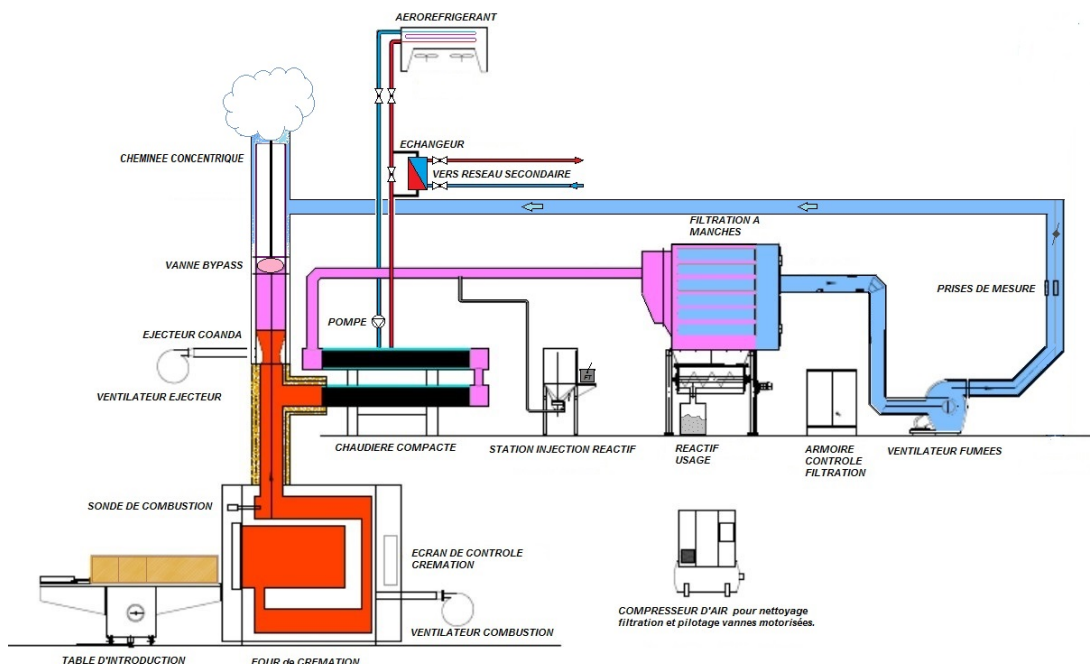 AEROREFRIGERANT
ECHANGEUR
CHEMINEE CONCENTRIQUE
VERS RESEAU SECONDAIRE
FILTRATION A
MANCHES
VANNE BYPASS
PRISES DE MESURE
POMPE
EJECTEUR COANDA
VENTILATEUR EJECTEUR
CHAUDIERE COMPACTE
STATION INJECTION REACTIF
REACTIF
USAGE
ARMOIRE
CONTROLE
FILTRATION
VENTILATEUR FUMEES
SONDE DE COMBUSTION
ECRAN DE CONTROLE
CREMATION
COMPRESSEUR D'AIR pour nettoyage
filtration et pilotage vannes motorisées.
VENTILATEUR COMBUSTION
TABLE D'INTRODUCTION
FOUR de CREMATION